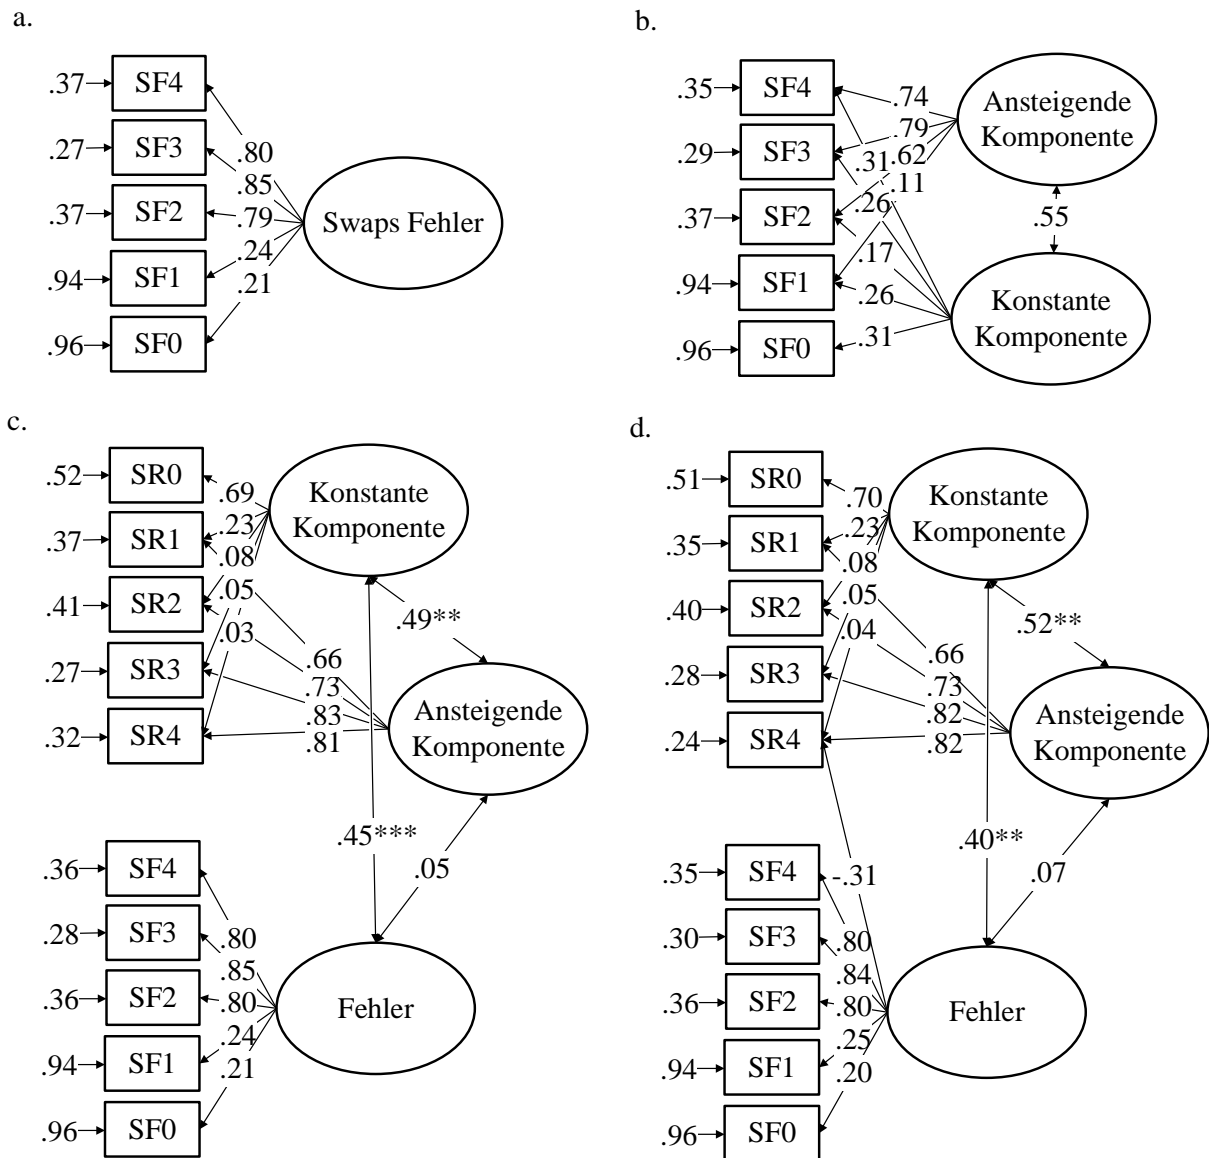 a.
.37
SF4
.27
SF3
.37
SF2
.94
SF1
.96
SF0
.80
.85
.79
.24
.21
Swaps Fehler
b.
.35
SF4
.29
SF3
.37
SF2
.94
SF1
.96
SF0
.74
.79
.62
.11
.31
.26
.17
.26
.31
Ansteigende
Komponente
.55
Konstante
Komponente
c.
.52
SR0
.37
SR1
.41
SR2
.27
SR3
.32
SR4
.69
.23
.08
.05
.03
Konstante
Komponente
.49**
.66
.73
.83
.81
Ansteigende
Komponente
.45***
.05
.36
SF4
.28
SF3
.36
SF2
.94
SF1
.96
SF0
.80
.85
.80
.24
.21
Fehler
d.
.51
SR0
.35
SR1
.40
SR2
.28
SR3
.24
SR4
.70
.23
.08
.05
.04
Konstante
Komponente
.52**
.66
.73
.82
.82
Ansteigende
Komponente
.40**
.07
-.31
.35
SF4
.30
SF3
.36
SF2
.94
SF1
.96
SF0
.80
.84
.80
.25
.20
Fehler